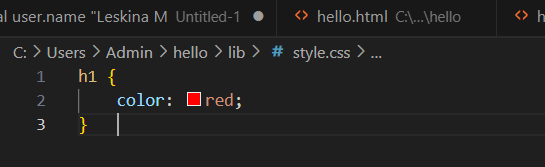 al user.name "Leskina M Untitled-1 hello.html C:\...\hello h
C: > Users > Admin > hello > lib > # style.css > ...
1 h1 {
2 color: red;
3 }